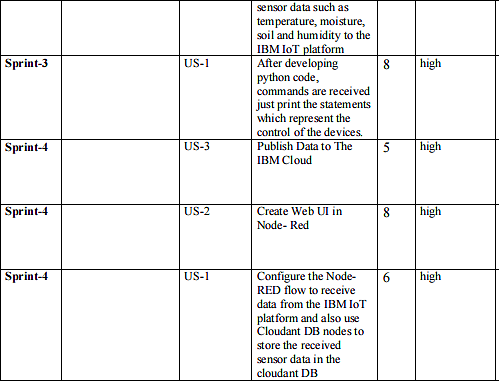 sensor data such as
temperature, moisture,
soil and humidity to the
IBM IoT platform
Sprint-3 US-1 After developing 8 high
python code,
commands are received
just print the statements
which represent the
control of the devices.
Sprint-4 US-3 Publish Data to The 5 high
IBM Cloud
Sprint-4 US-2 Create Web UI in 8 high
Node- Red
Sprint-4 US-1 Configure the Node- 6 high
RED flow to receive
data from the IBM IoT
platform and also use
Cloudant DB nodes to
store the received
sensor data in the
cloudant DB